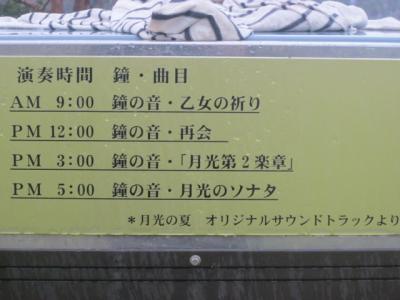 演奏時間 鐘・曲目
AM 9:00 鐘の音・乙女の祈り
PM 12:00 鐘の音・再会
PM 3:00 鐘の音・「月光第2楽章」
PM 5:00 鐘の音・月光のソナタ
＊月光の夏 オリジナルサウンドトラックより